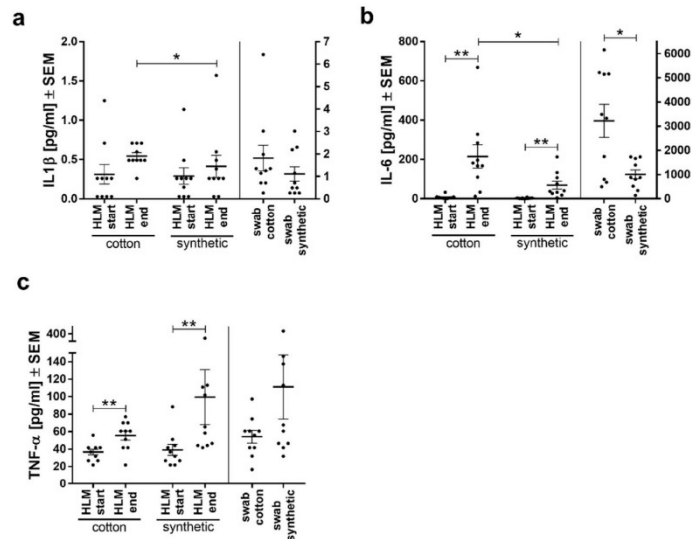 a
b
IL1β [pg/ml] ± SEM
2.0
1.5
1.0
0.5
0.0
*
7
6
5
4
3
2
1
0
HLM start
HLM end
HLM start
HLM end
swab cotton
swab synthetic
cotton
synthetic
IL-6 [pg/ml] ± SEM
800
600
400
200
0
**
*
**
*
6000
5000
4000
3000
2000
1000
0
HLM start
HLM end
HLM start
HLM end
swab cotton
swab synthetic
cotton
synthetic
c
TNF-α [pg/ml] ± SEM
400
140
120
100
80
60
40
20
0
**
**
HLM start
HLM end
HLM start
HLM end
swab cotton
swab synthetic
cotton
synthetic